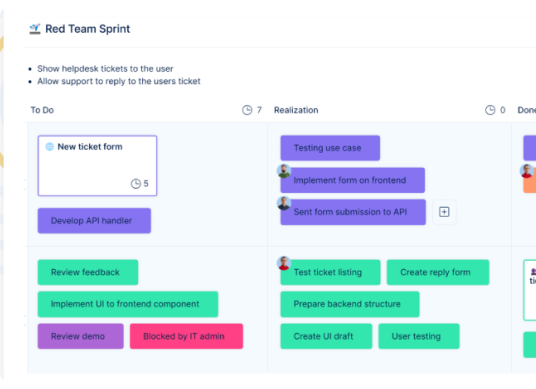 Red Team Sprint
Show helpdesk tickets to the user
Allow support to reply to the users ticket
To Do
7
Realization
0
Done
New ticket form
5
Develop API handler
Testing use case
Implement form on frontend
Sent form submission to API
Review feedback
Implement UI to frontend component
Review demo
Blocked by IT admin
Test ticket listing
Create reply form
Prepare backend structure
Create UI draft
User testing